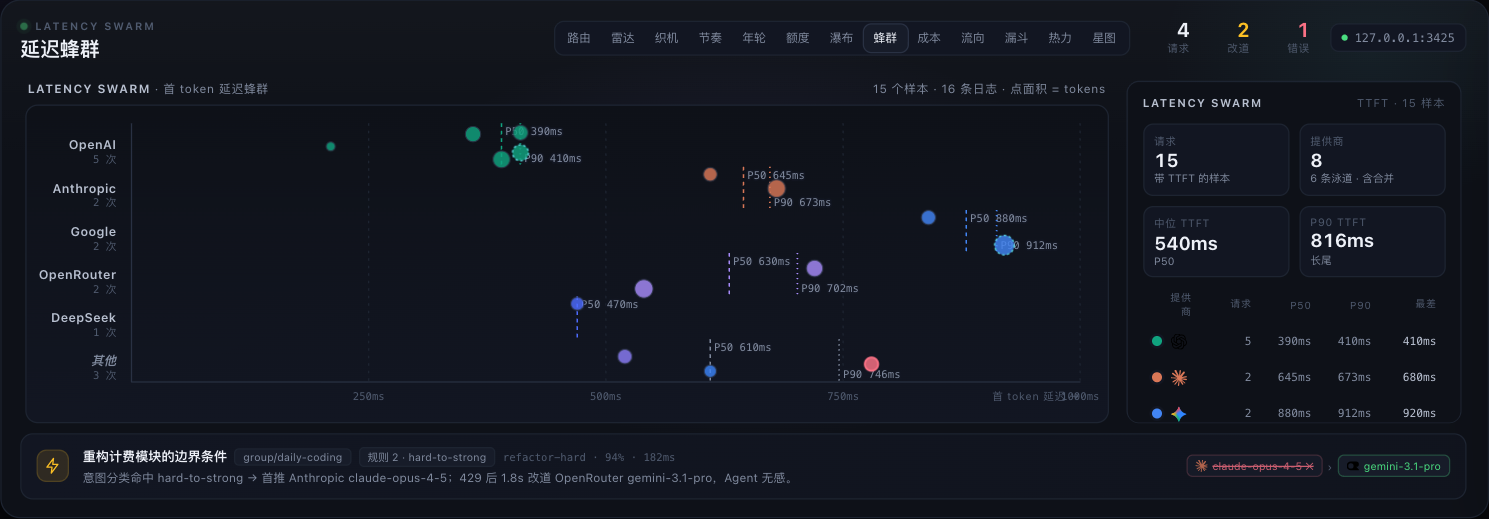 LATENCY SWARM
延迟蜂群
路由 雷达 织机 节奏 年轮 额度 瀑布 蜂群 成本 流向 漏斗 热力 星图
4 请求
2 改道
1 错误
127.0.0.1:3425
LATENCY SWARM · 首 token 延迟蜂群
15 个样本 · 16 条日志 · 点面积 = tokens
OpenAI
5 次
P50 390ms
P90 410ms
Anthropic
2 次
P50 645ms
P90 673ms
Google
2 次
P50 880ms
P90 912ms
OpenRouter
2 次
P50 630ms
P90 702ms
DeepSeek
1 次
P50 470ms
其他
3 次
P50 610ms
P90 746ms
250ms 500ms 750ms 首 token 延迟 1000ms
LATENCY SWARM
TTFT · 15 样本
请求
15
带 TTFT 的样本
提供商
8
6 条泳道 · 含合并
中位 TTFT
540ms
P50
P90 TTFT
816ms
长尾
提供商 请求 P50 P90 最差
5 390ms 410ms 410ms
2 645ms 673ms 680ms
2 880ms 912ms 920ms
重构计费模块的边界条件 group/daily-coding 规则 2 · hard-to-strong refactor-hard · 94% · 182ms
意图分类命中 hard-to-strong → 首推 Anthropic claude-opus-4-5；429 后 1.8s 改道 OpenRouter gemini-3.1-pro，Agent 无感。
claude-opus-4-5 ✕ › gemini-3.1-pro